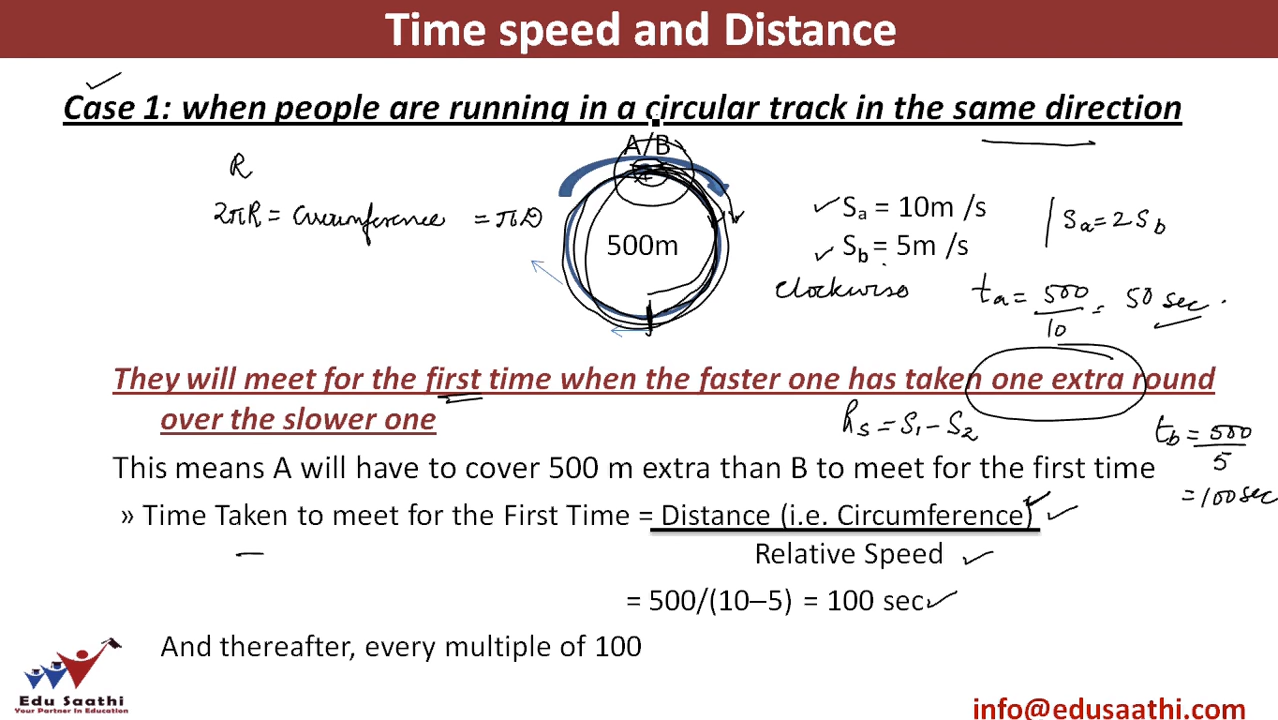 Time speed and Distance
Case 1: when people are running in a circular track in the same direction
A/B
R
2πR = Circumference = πD
500m
Sa = 10m /s
Sb = 5m /s
Sa = 2Sb
clockwise
ta = 500/10 = 50 sec.
They will meet for the first time when the faster one has taken one extra round
over the slower one
Rs = S1 - S2
tb = 500/5
= 100 sec
This means A will have to cover 500 m extra than B to meet for the first time
» Time Taken to meet for the First Time = Distance (i.e. Circumference)
Relative Speed
= 500/(10–5) = 100 sec
And thereafter, every multiple of 100
Edu Saathi
Your Partner In Education
info@edusaathi.com